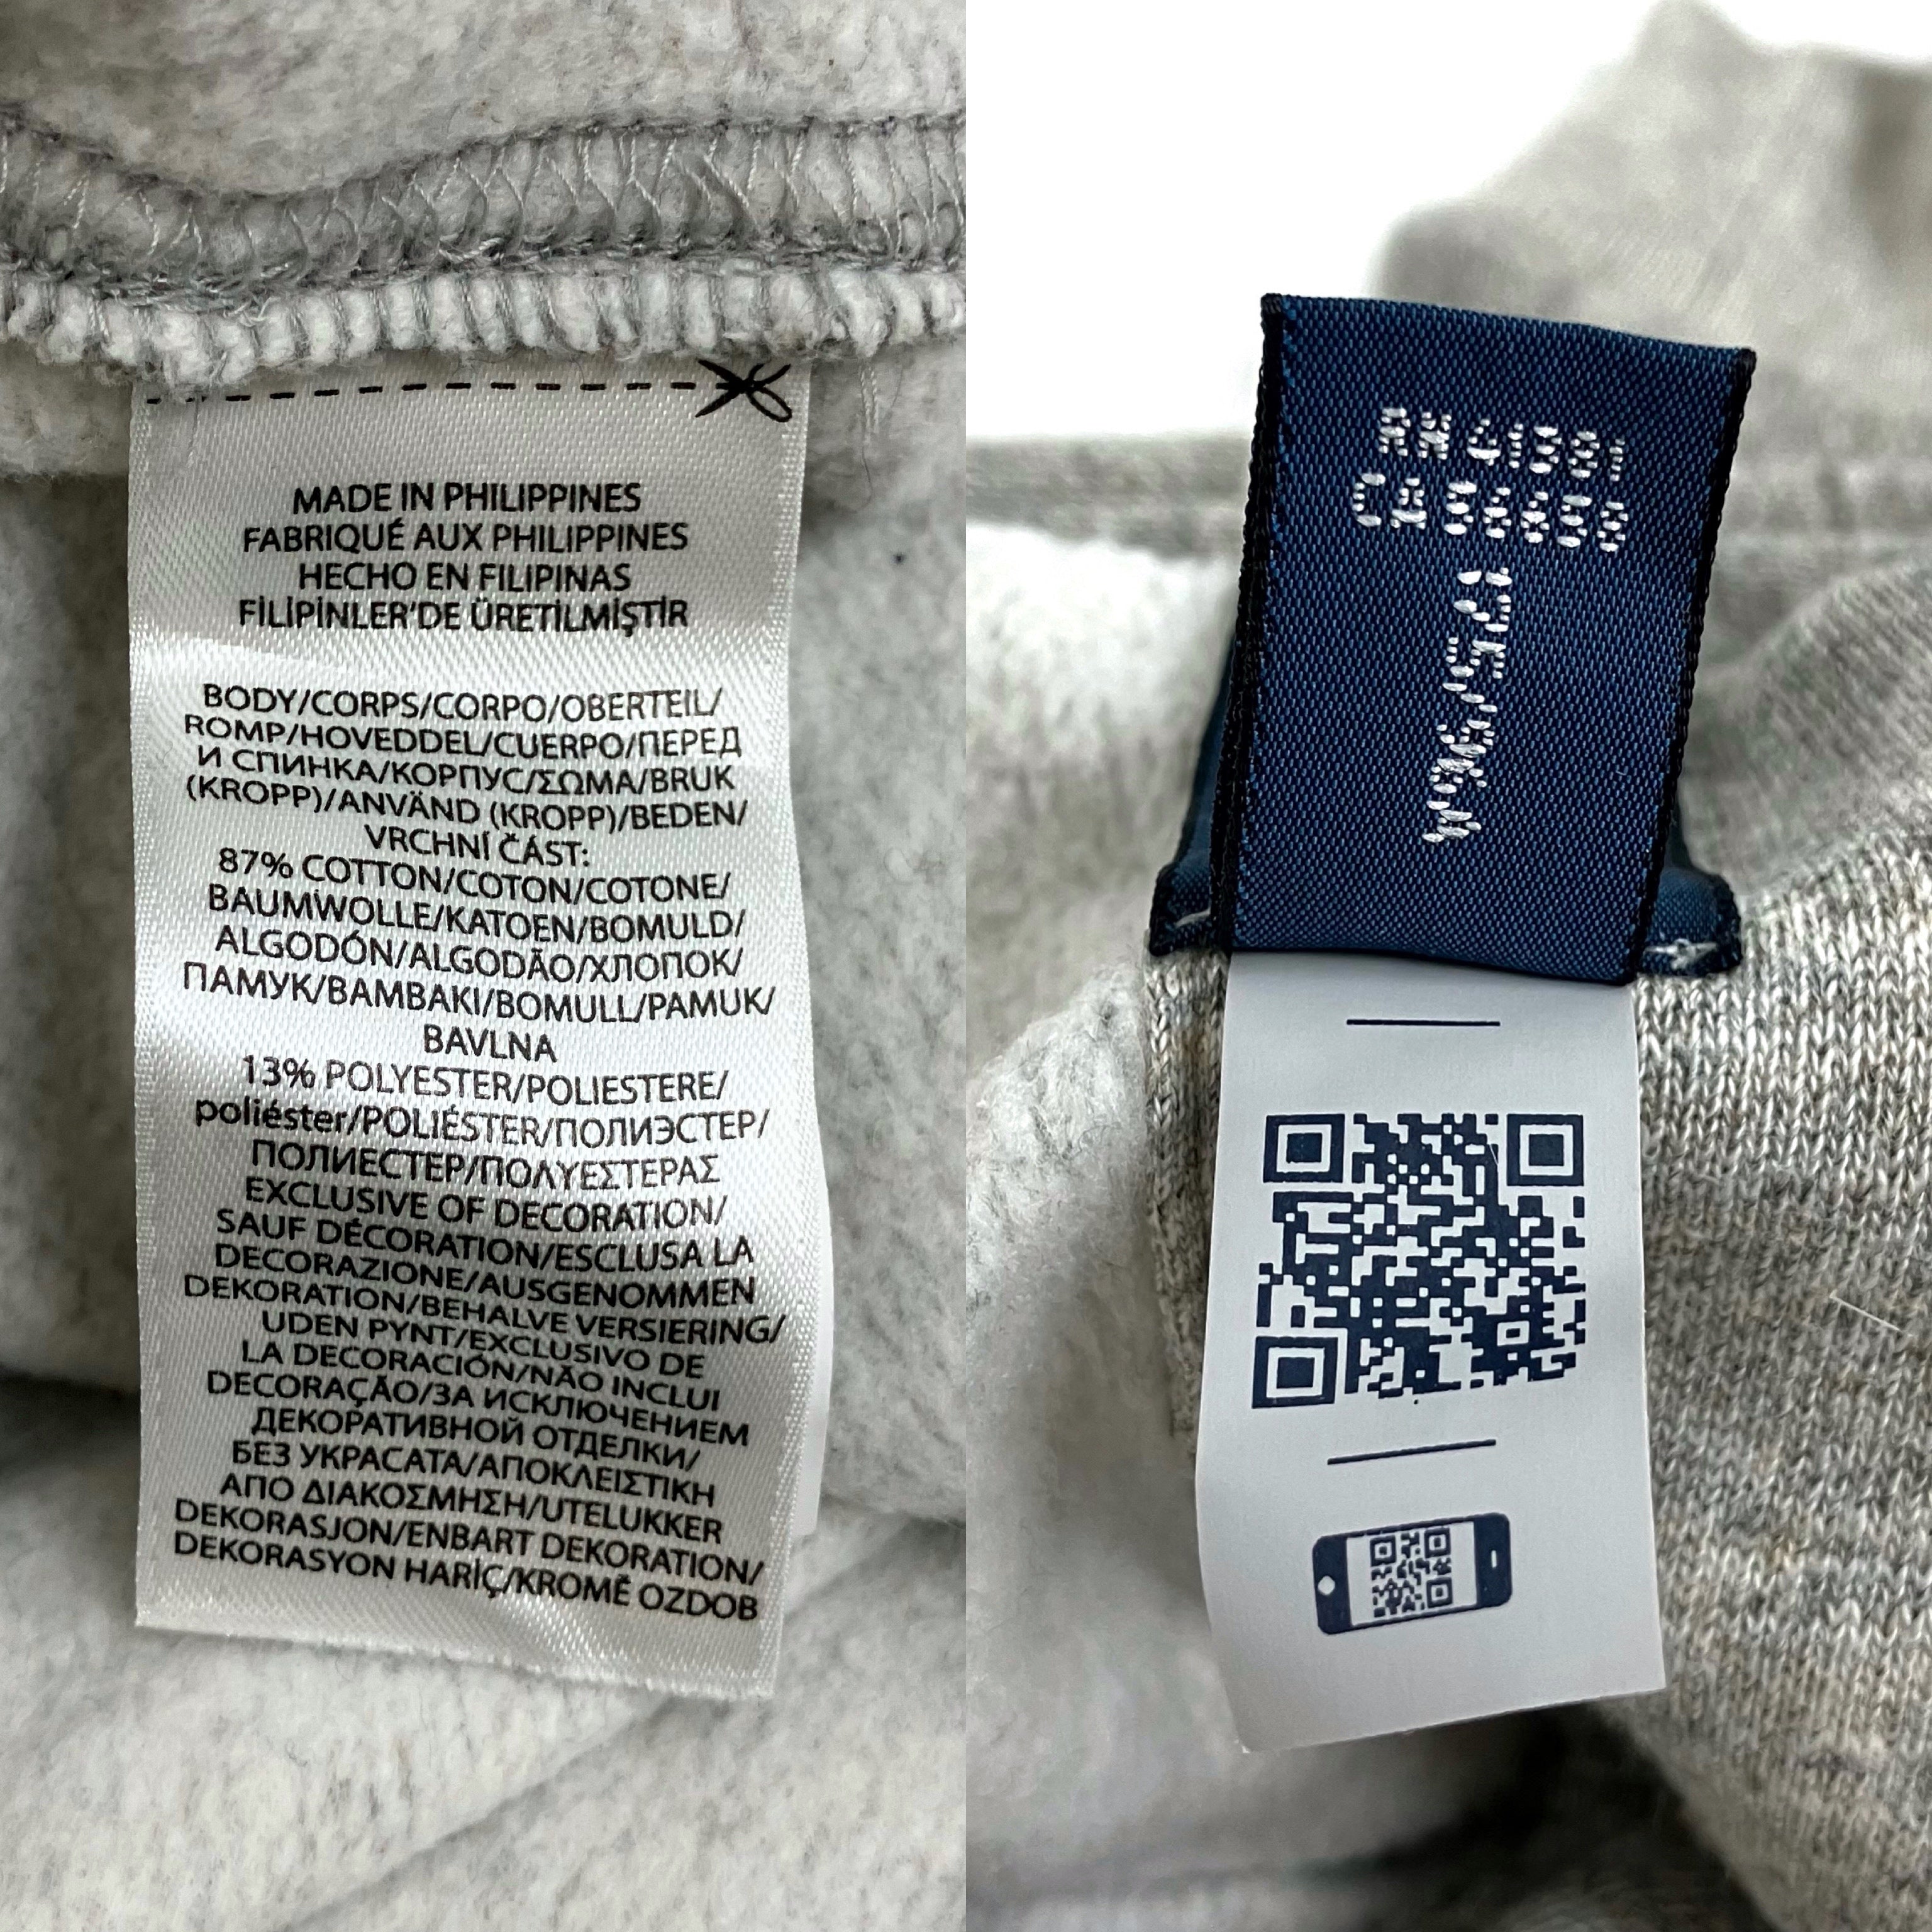 MADE IN PHILIPPINES
FABRIQUÉ AUX PHILIPPINES
HECHO EN FILIPINAS
FİLİPİNLER'DE ÜRETİLMİŞTİR
BODY/CORPS/CORPO/OBERTEIL/
ROMP/HOVEDDEL/CUERPO/ПЕРЕД
И СПИНКА/КОРПУС/ΣΩΜΑ/BRUK
(KROPP)/ANVÄND (KROPP)/BEDEN/
VRCHNÍ ČÁST:
87% COTTON/COTON/COTONE/
BAUMWOLLE/KATOEN/BOMULD/
ALGODÓN/ALGODÃO/ХЛОПОК/
ПАМУК/BAMBAKI/BOMULL/PAMUK/
BAVLNA
13% POLYESTER/POLIESTERE/
poliéster/POLIÉSTER/ПОЛИЭСТЕР/
ПОЛИЕСТЕР/ΠΟΛΥΕΣΤΕΡΑΣ
EXCLUSIVE OF DECORATION/
SAUF DÉCORATION/ESCLUSA LA
DECORAZIONE/AUSGENOMMEN
DEKORATION/BEHALVE VERSIERING/
UDEN PYNT/EXCLUSIVO DE
LA DECORACIÓN/NÃO INCLUI
DECORAÇÃO/ЗА ИСКЛЮЧЕНИЕМ
ДЕКОРАТИВНОЙ ОТДЕЛКИ/
БЕЗ УКРАСАТА/ΑΠΟΚΛΕΙΣΤΙΚΗ
ΑΠΟ ΔΙΑΚΟΣΜΗΣΗ/UTELUKKER
DEKORASJON/ENBART DEKORATION/
DEKORASYON HARİÇ/KROMĚ OZDOB
RN 41381
CA 56658
175/96A